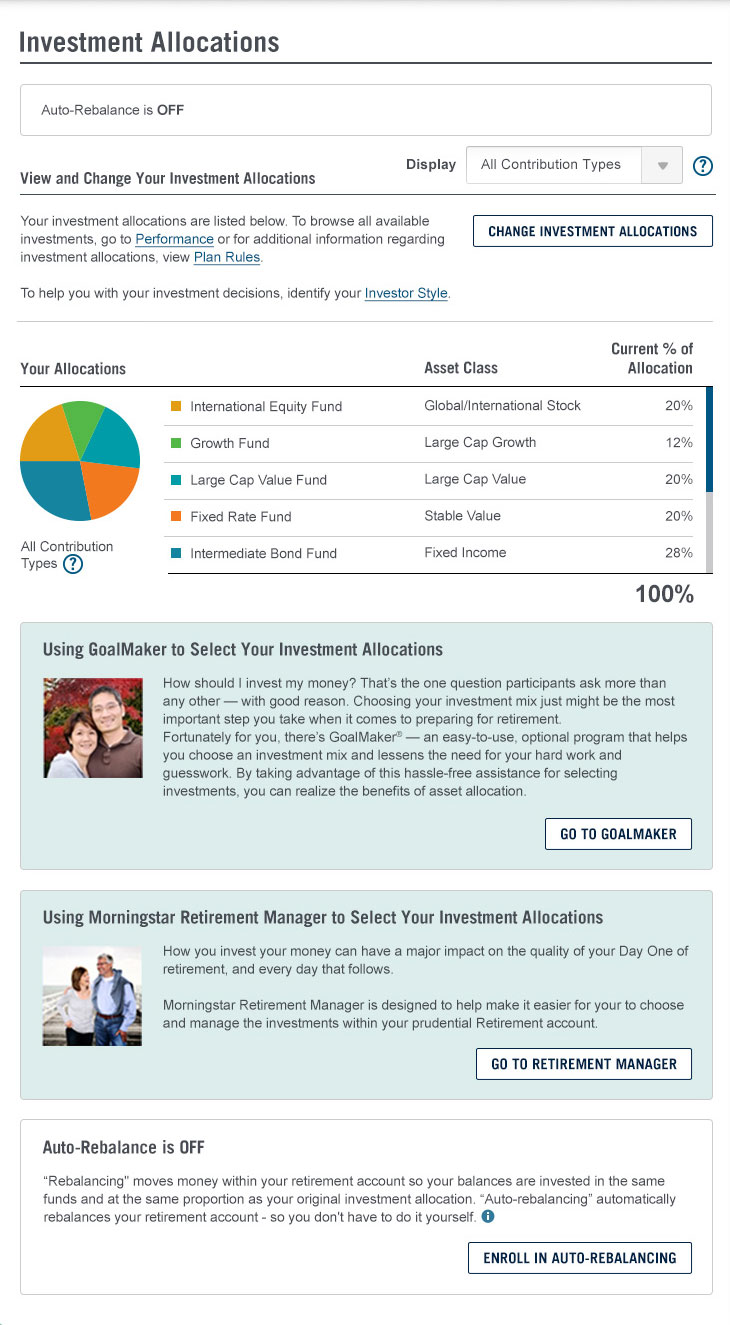 Investment Allocations
Auto-Rebalance is OFF
Display All Contribution Types ?
View and Change Your Investment Allocations
Your investment allocations are listed below. To browse all available
investments, go to Performance or for additional information regarding
investment allocations, view Plan Rules.
CHANGE INVESTMENT ALLOCATIONS
To help you with your investment decisions, identify your Investor Style.
Your Allocations Asset Class Current % of
Allocation
International Equity Fund Global/International Stock 20%
Growth Fund Large Cap Growth 12%
Large Cap Value Fund Large Cap Value 20%
Fixed Rate Fund Stable Value 20%
Intermediate Bond Fund Fixed Income 28%
All Contribution
Types ?
100%
Using GoalMaker to Select Your Investment Allocations
How should I invest my money? That's the one question participants ask more than
any other — with good reason. Choosing your investment mix just might be the most
important step you take when it comes to preparing for retirement.
Fortunately for you, there's GoalMaker® — an easy-to-use, optional program that helps
you choose an investment mix and lessens the need for your hard work and
guesswork. By taking advantage of this hassle-free assistance for selecting
investments, you can realize the benefits of asset allocation.
GO TO GOALMAKER
Using Morningstar Retirement Manager to Select Your Investment Allocations
How you invest your money can have a major impact on the quality of your Day One of
retirement, and every day that follows.
Morningstar Retirement Manager is designed to help make it easier for your to choose
and manage the investments within your prudential Retirement account.
GO TO RETIREMENT MANAGER
Auto-Rebalance is OFF
“Rebalancing" moves money within your retirement account so your balances are invested in the same
funds and at the same proportion as your original investment allocation. “Auto-rebalancing” automatically
rebalances your retirement account - so you don't have to do it yourself. i
ENROLL IN AUTO-REBALANCING